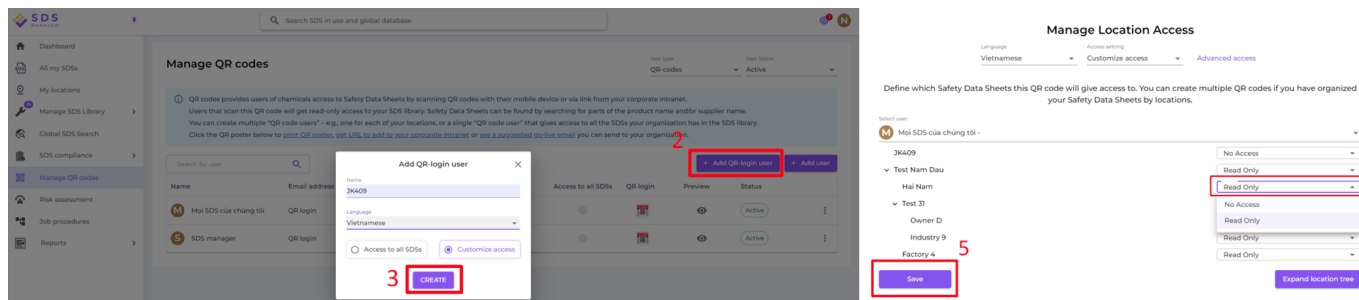 SDS
MANAGER
Search SDS in use and global database
N
Dashboard
All my SDSs
My locations
Manage SDS Library
Global SDS Search
SDS compliance
Manage QR codes
Risk assessment
Job procedures
Reports
Manage QR codes
User type
QR-codes
User Status
Active
QR codes provides users of chemicals access to Safety Data Sheets by scanning QR codes with their mobile device or via link from your corporate intranet.
Users that scan this QR code will get read-only access to your SDS library. Safety Data Sheets can be found by searching for parts of the product name and/or supplier name.
You can create multiple "QR code users" – e.g., one for each of your locations, or a single "QR code user" that gives access to all the SDSs your organization has in the SDS library.
Click the QR poster below to print QR poster, get URL to add to your corporate intranet or see a suggested go-live email you can send to your organization.
2
Search for user
+ Add QR-login user
+ Add user
Name
Email address
Access to all SDSs
QR login
Preview
Status
M
Mọi SDS của chúng tôi
QR login
Active
S
SDS manager
QR login
Active
Add QR-login user
Name
JK409
Language
Vietnamese
Access to all SDSs
Customize access
3
CREATE
Manage Location Access
Language
Vietnamese
Access setting
Customize access
Advanced access
Define which Safety Data Sheets this QR code will give access to. You can create multiple QR codes if you have organized
your Safety Data Sheets by locations.
Select user
M
Mọi SDS của chúng tôi -
JK409
No Access
Test Nam Dau
Read Only
Hai Nam
Read Only
Test 31
No Access
Read Only
Owner D
Industry 9
Read Only
Factory 4
Read Only
5
Save
Expand location tree